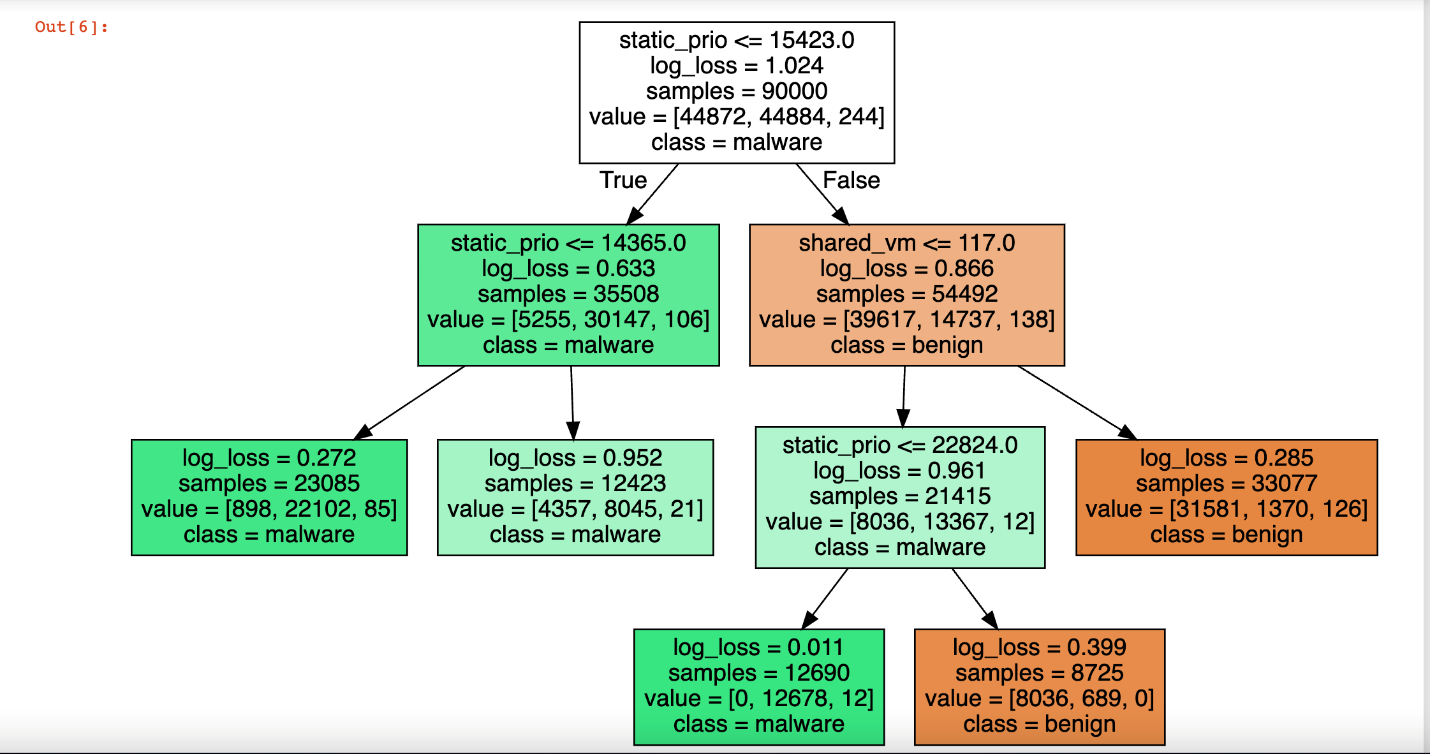 Out[6]:
static_prio <= 15423.0
log_loss = 1.024
samples = 90000
value = [44872, 44884, 244]
class = malware
True
False
static_prio <= 14365.0
log_loss = 0.633
samples = 35508
value = [5255, 30147, 106]
class = malware
shared_vm <= 117.0
log_loss = 0.866
samples = 54492
value = [39617, 14737, 138]
class = benign
log_loss = 0.272
samples = 23085
value = [898, 22102, 85]
class = malware
log_loss = 0.952
samples = 12423
value = [4357, 8045, 21]
class = malware
static_prio <= 22824.0
log_loss = 0.961
samples = 21415
value = [8036, 13367, 12]
class = malware
log_loss = 0.285
samples = 33077
value = [31581, 1370, 126]
class = benign
log_loss = 0.011
samples = 12690
value = [0, 12678, 12]
class = malware
log_loss = 0.399
samples = 8725
value = [8036, 689, 0]
class = benign